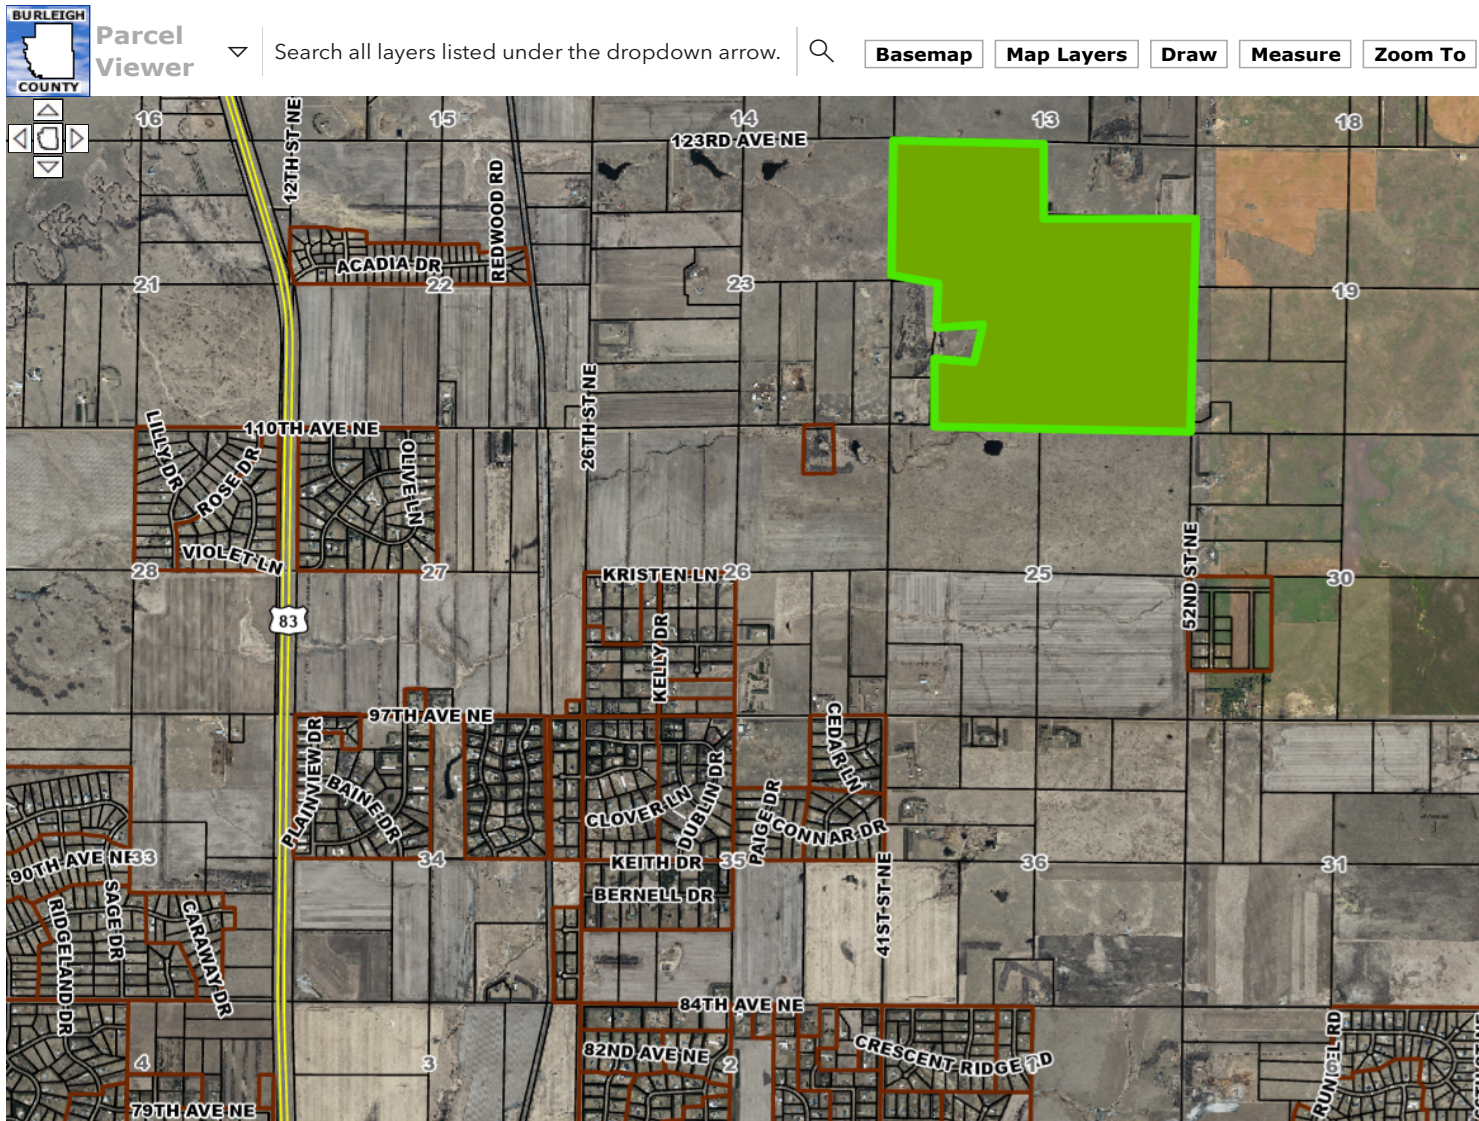 BURLEIGH
COUNTY
Parcel
Viewer
Search all layers listed under the dropdown arrow.
Basemap
Map Layers
Draw
Measure
Zoom To
16
12TH ST NE
15
14
123RD AVE NE
13
18
REDWOOD RD
ACADIA DR
21
22
23
19
26TH ST NE
110TH AVE NE
LILLY DR
ROSE DR
OLIVE LN
VIOLET LN
28
27
KRISTEN LN
26
25
52ND ST NE
30
83
KELLY DR
97TH AVE NE
CEDAR LN
PLAINVIEW DR
BAINE DR
CLOVER LN
DUBLIN DR
PAIGE DR
CONNAR DR
90TH AVE NE
33
34
KEITH DR
35
36
31
BERNELL DR
41ST ST NE
SAGE DR
RIDGELAND DR
CARAWAY DR
84TH AVE NE
82ND AVE NE
CRESCENT RIDGE RD
4
3
2
1
6
79TH AVE NE